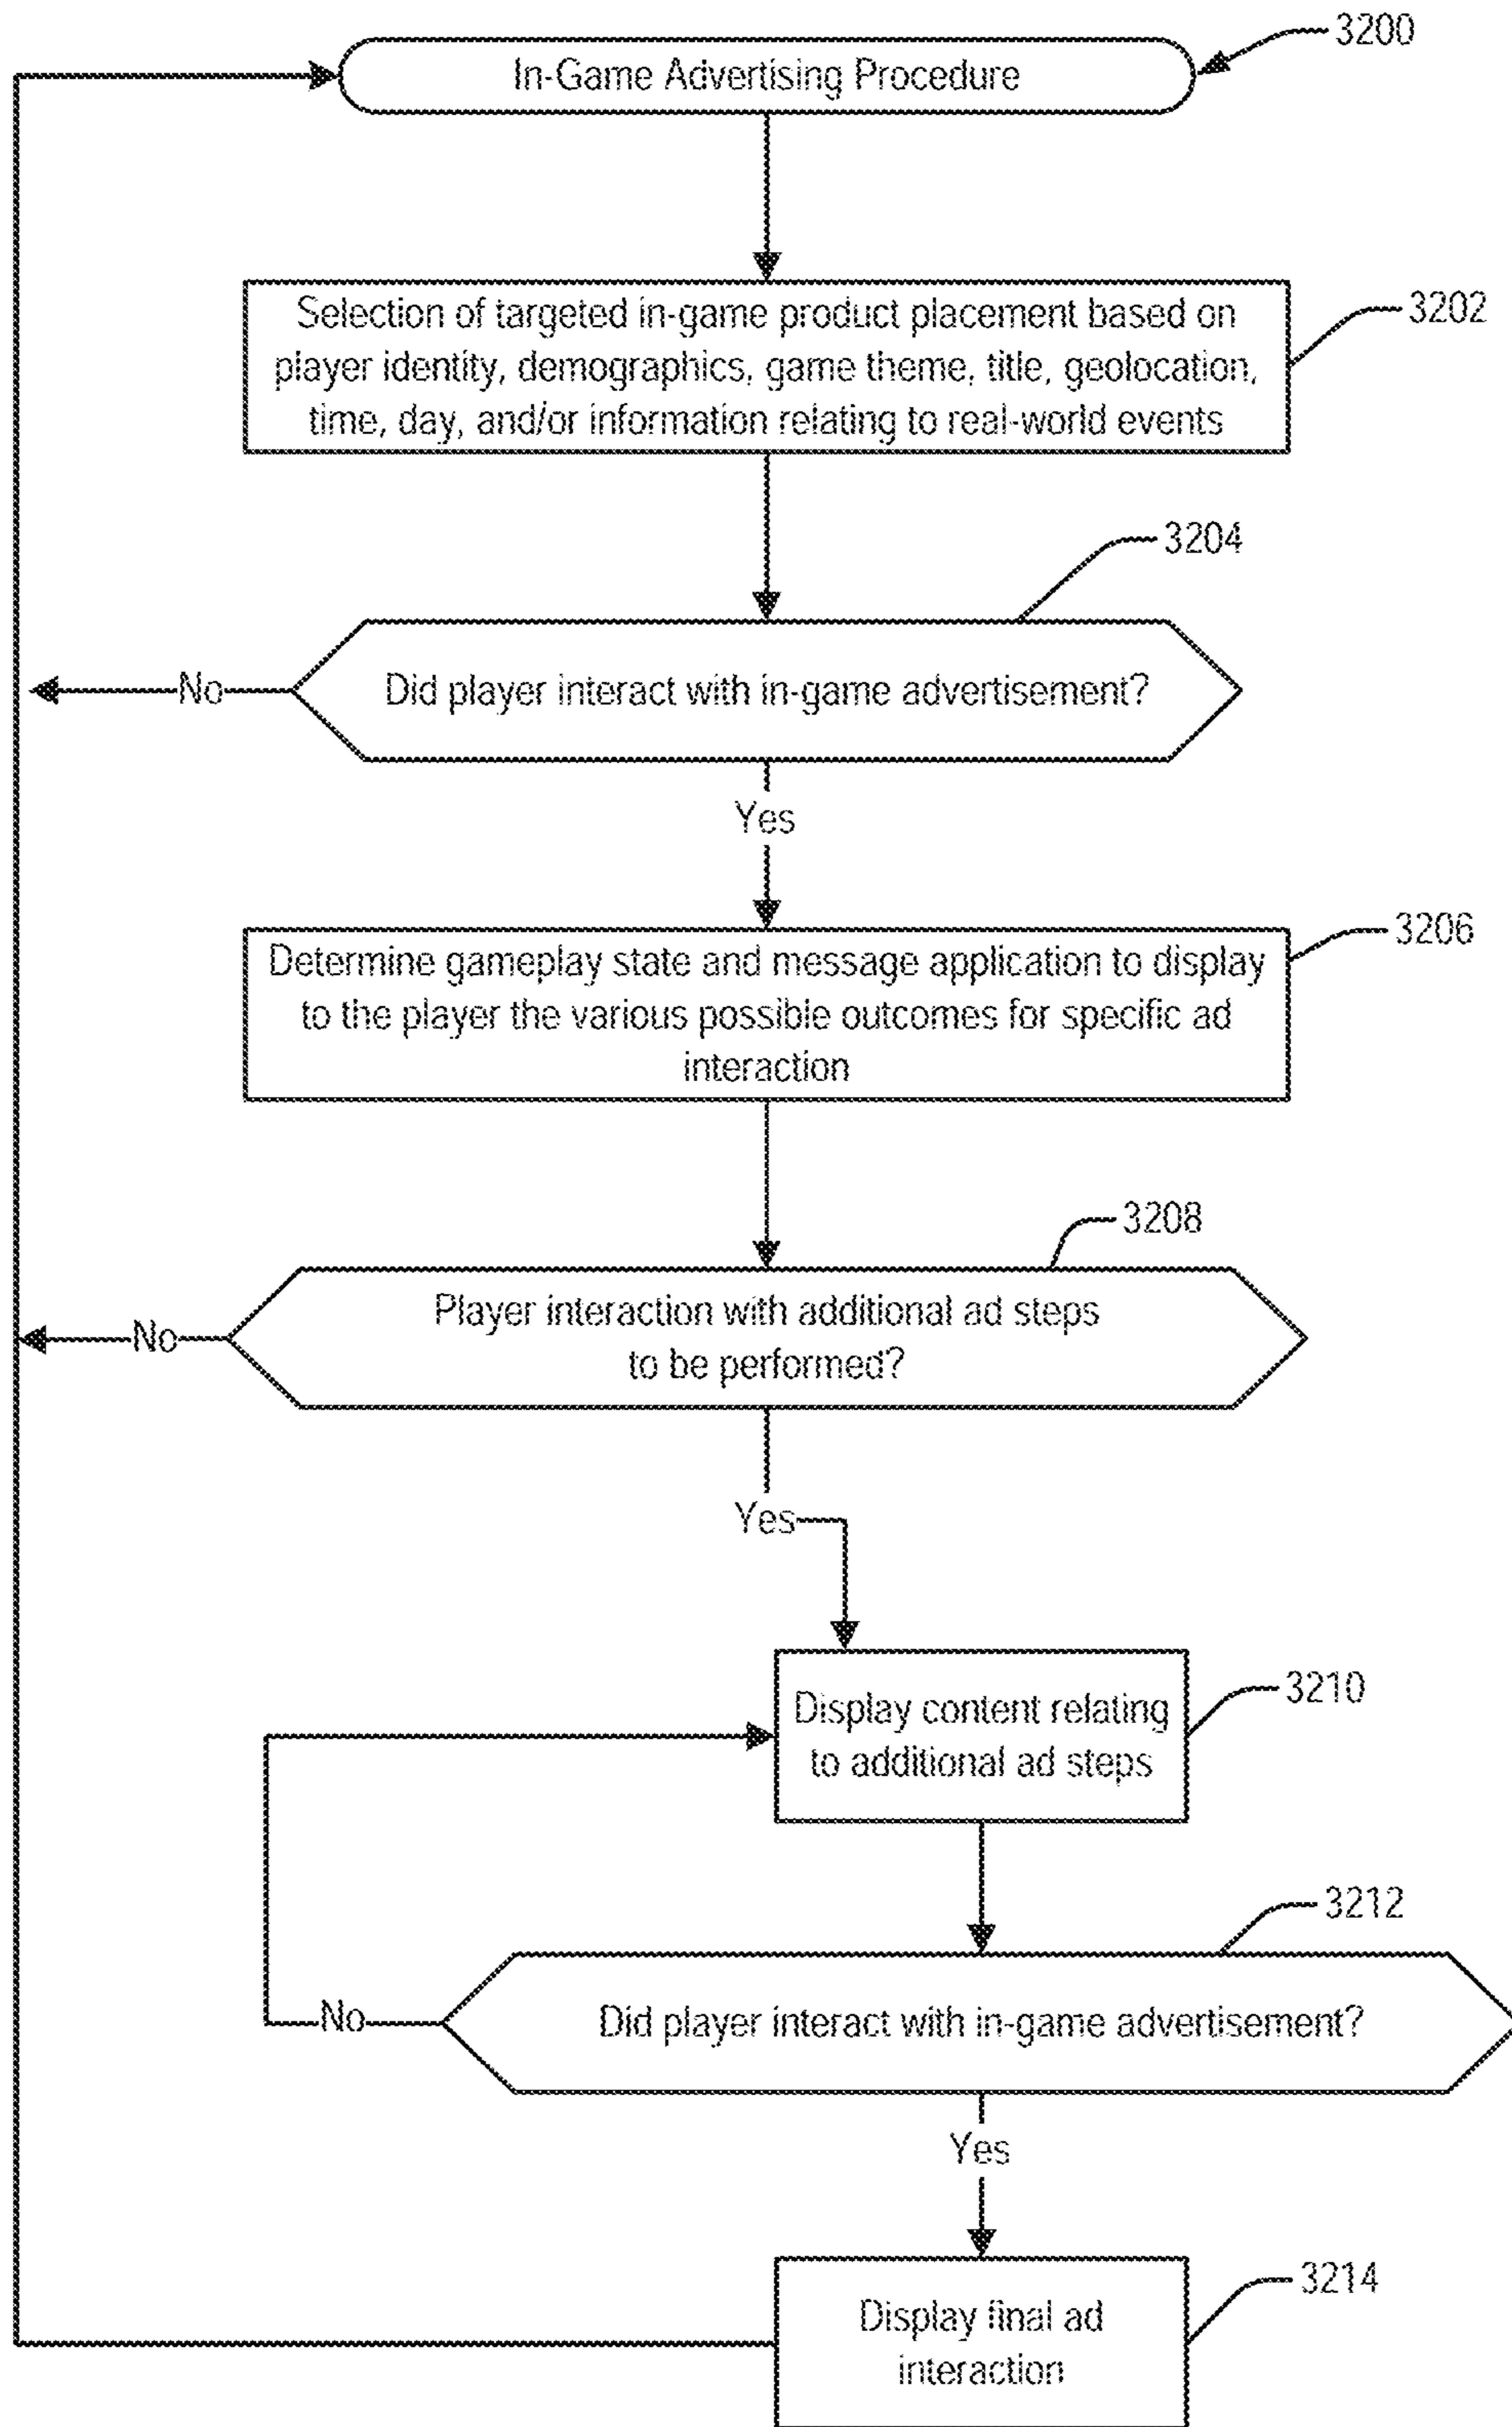 3200
In-Game Advertising Procedure
Selection of targeted in-game product placement based on
player identity, demographics, game theme, title, geolocation,
time, day, and/or information relating to real-world events
3202
3204
Did player interact with in-game advertisement?
No
Yes
3206
Determine gameplay state and message application to display
to the player the various possible outcomes for specific ad
interaction
3208
Player interaction with additional ad steps
to be performed?
No
Yes
3210
Display content relating
to additional ad steps
3212
Did player interact with in-game advertisement?
No
Yes
3214
Display final ad
interaction